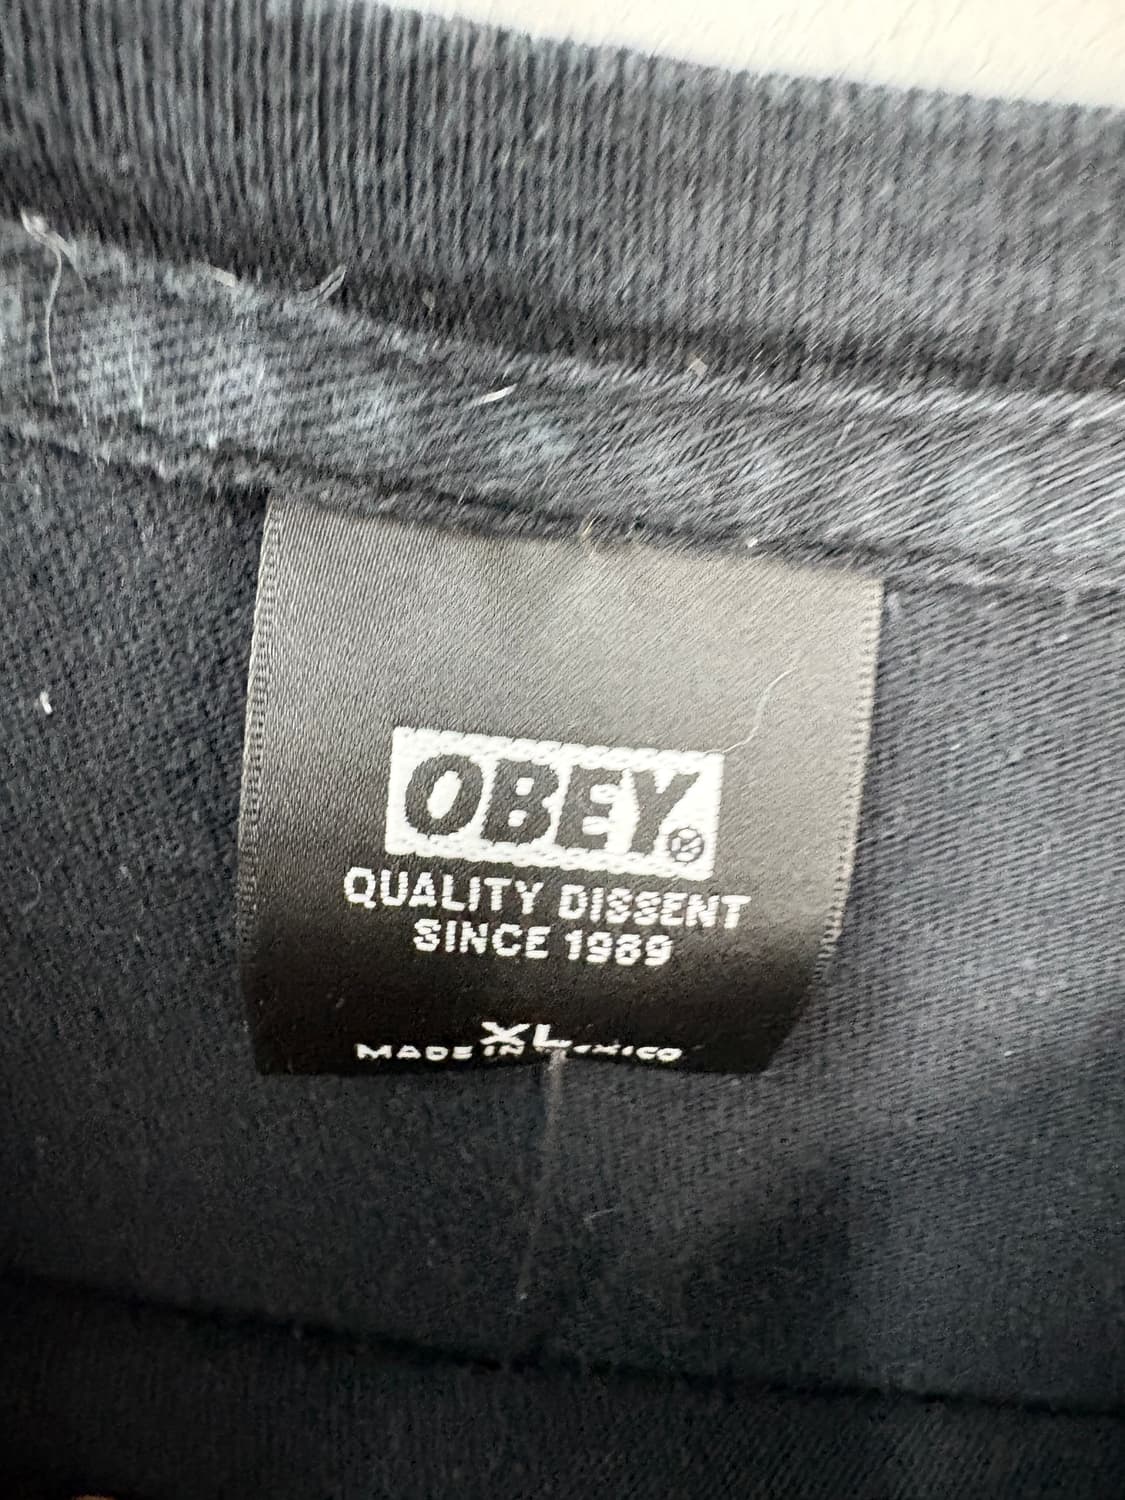 OBEY®
QUALITY DISSENT
SINCE 1989
XL
MADE IN